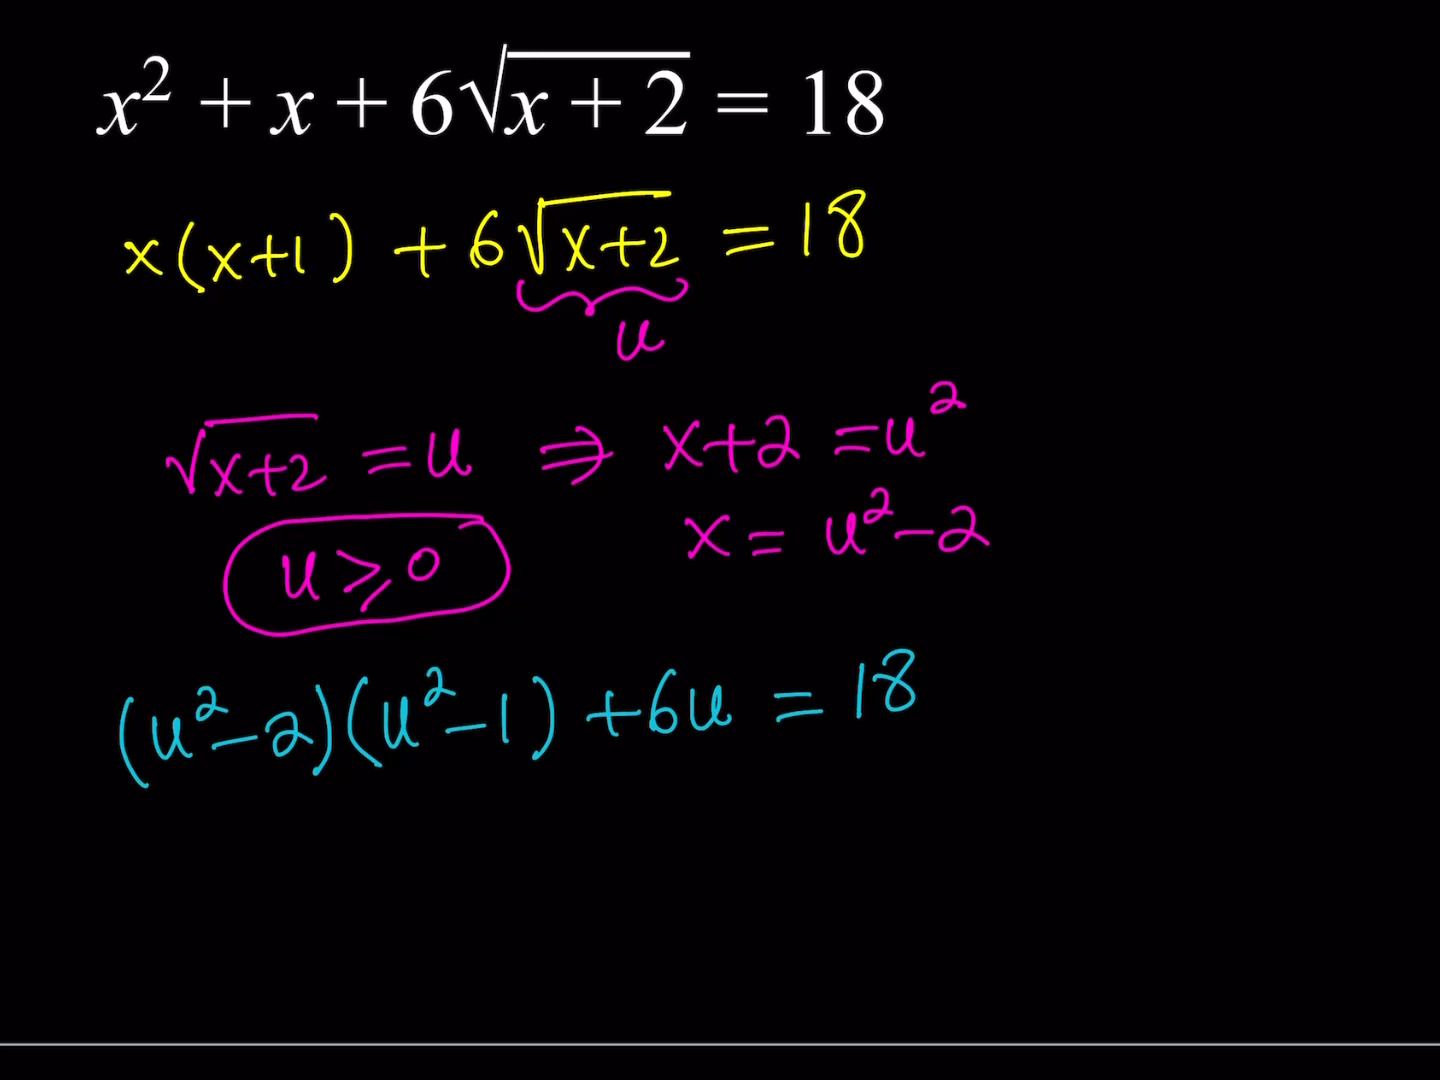 x² + x + 6√(x + 2) = 18
x(x+1) + 6√(x+2) = 18
u
√(x+2) = u ⇒ x+2 = u²
u ⩾ 0 x = u² − 2
(u² − 2)(u² − 1) + 6u = 18